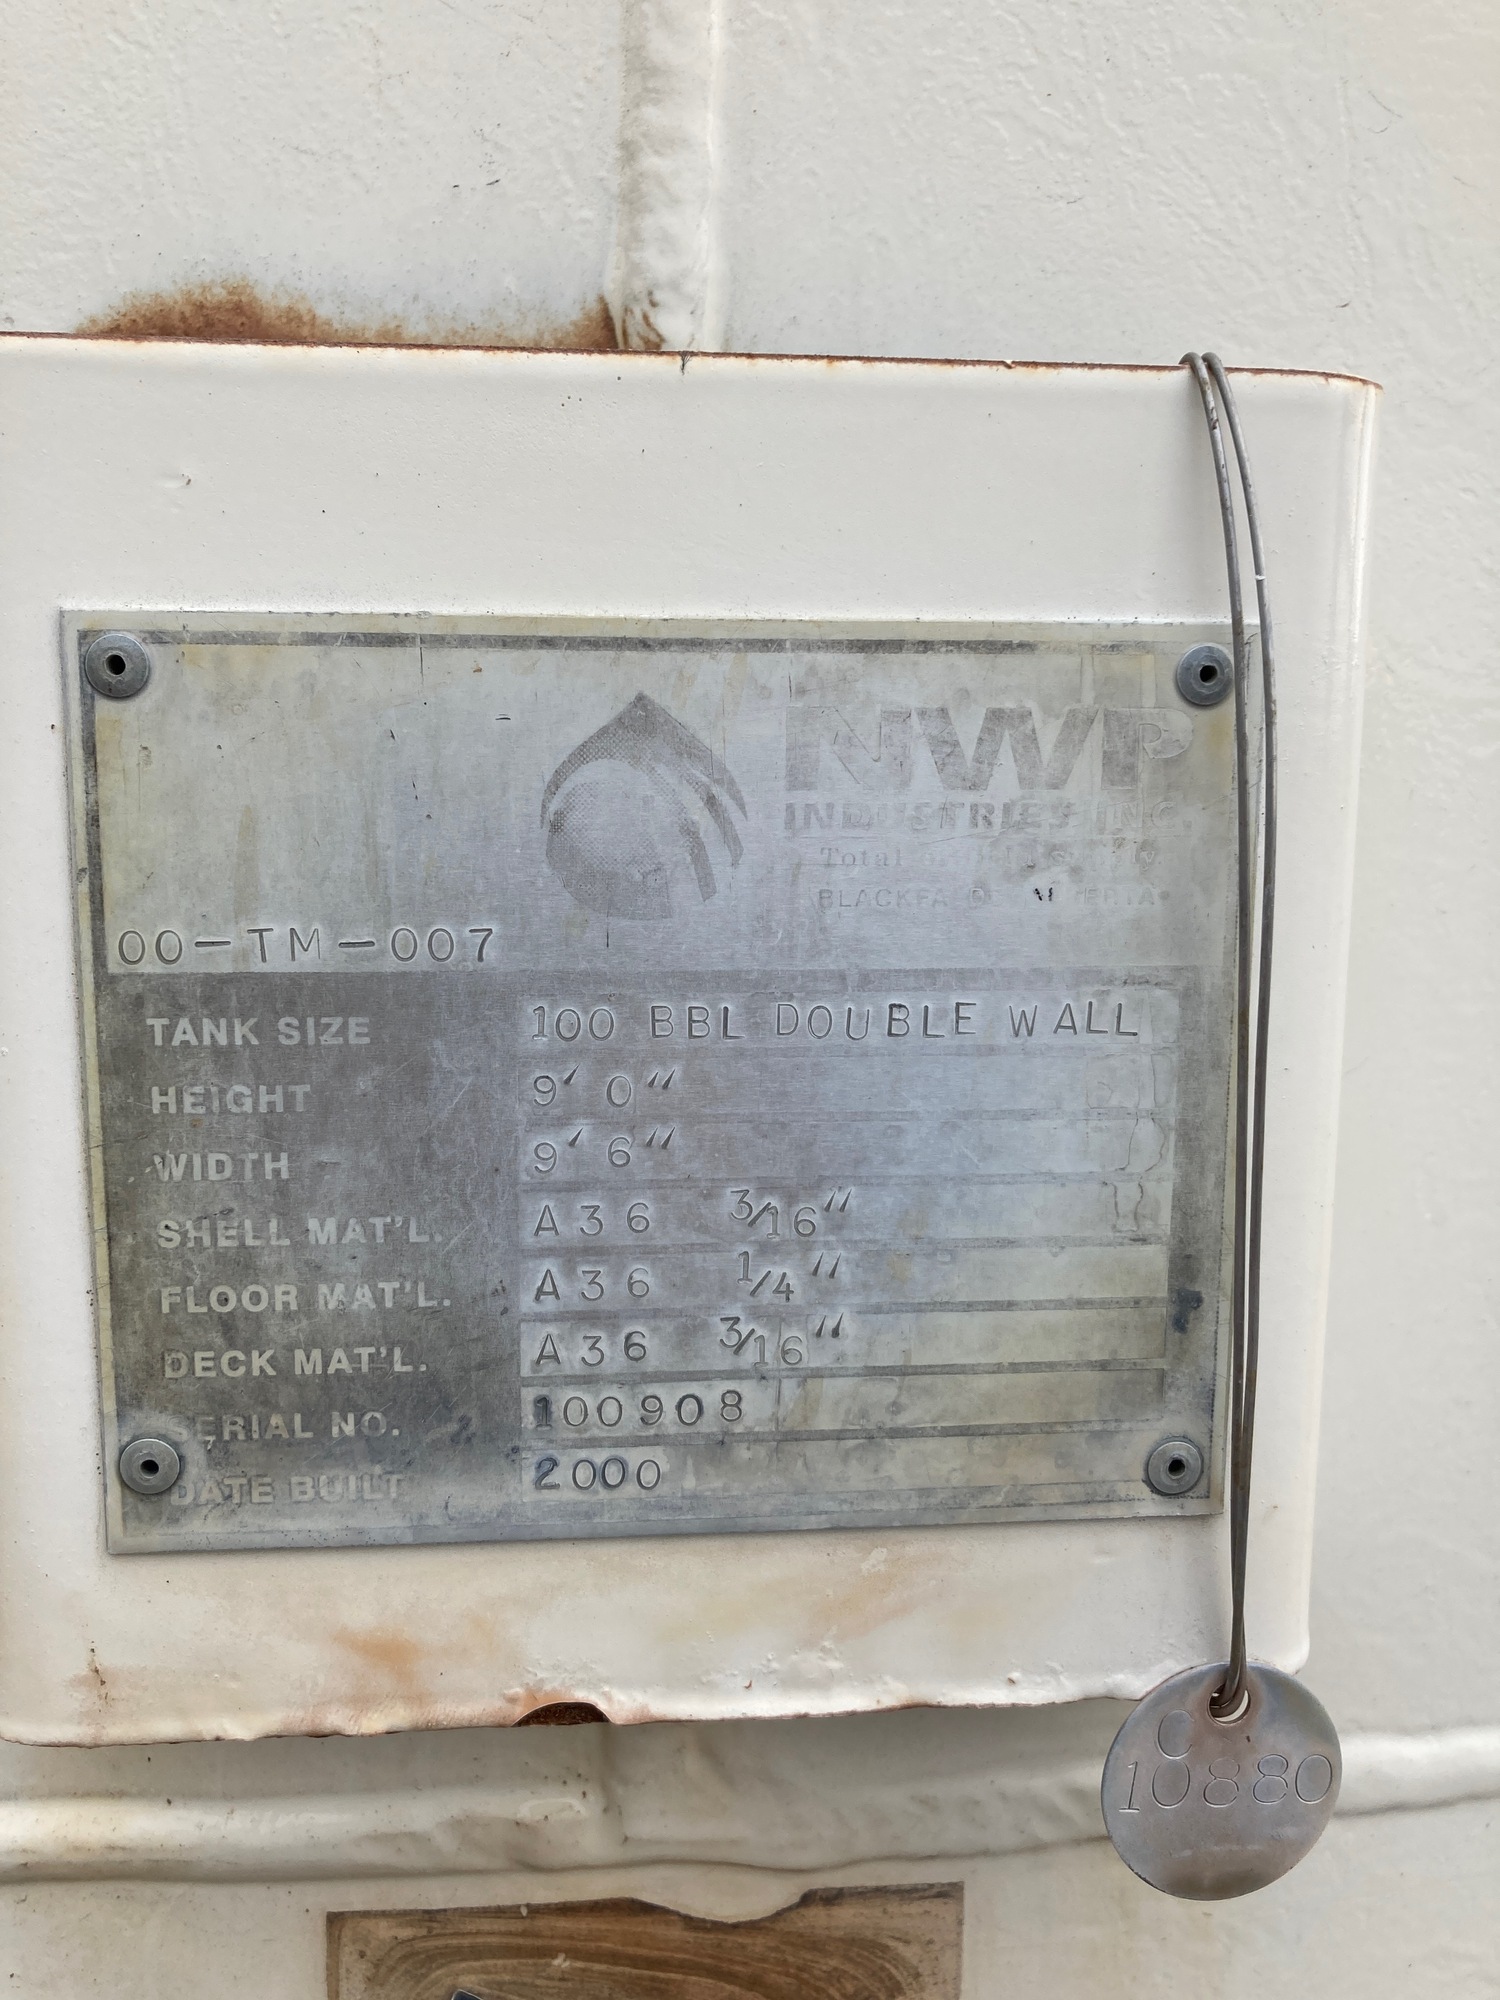 NWP
INDUSTRIES INC.
Total
00-TM-007
TANK SIZE 100 BBL DOUBLE WALL
HEIGHT 9' 0"
WIDTH 9' 6"
SHELL MAT'L. A36 3/16"
FLOOR MAT'L. A36 1/4"
DECK MAT'L. A36 3/16"
SERIAL NO. 100908
DATE BUILT 2000
C
10880